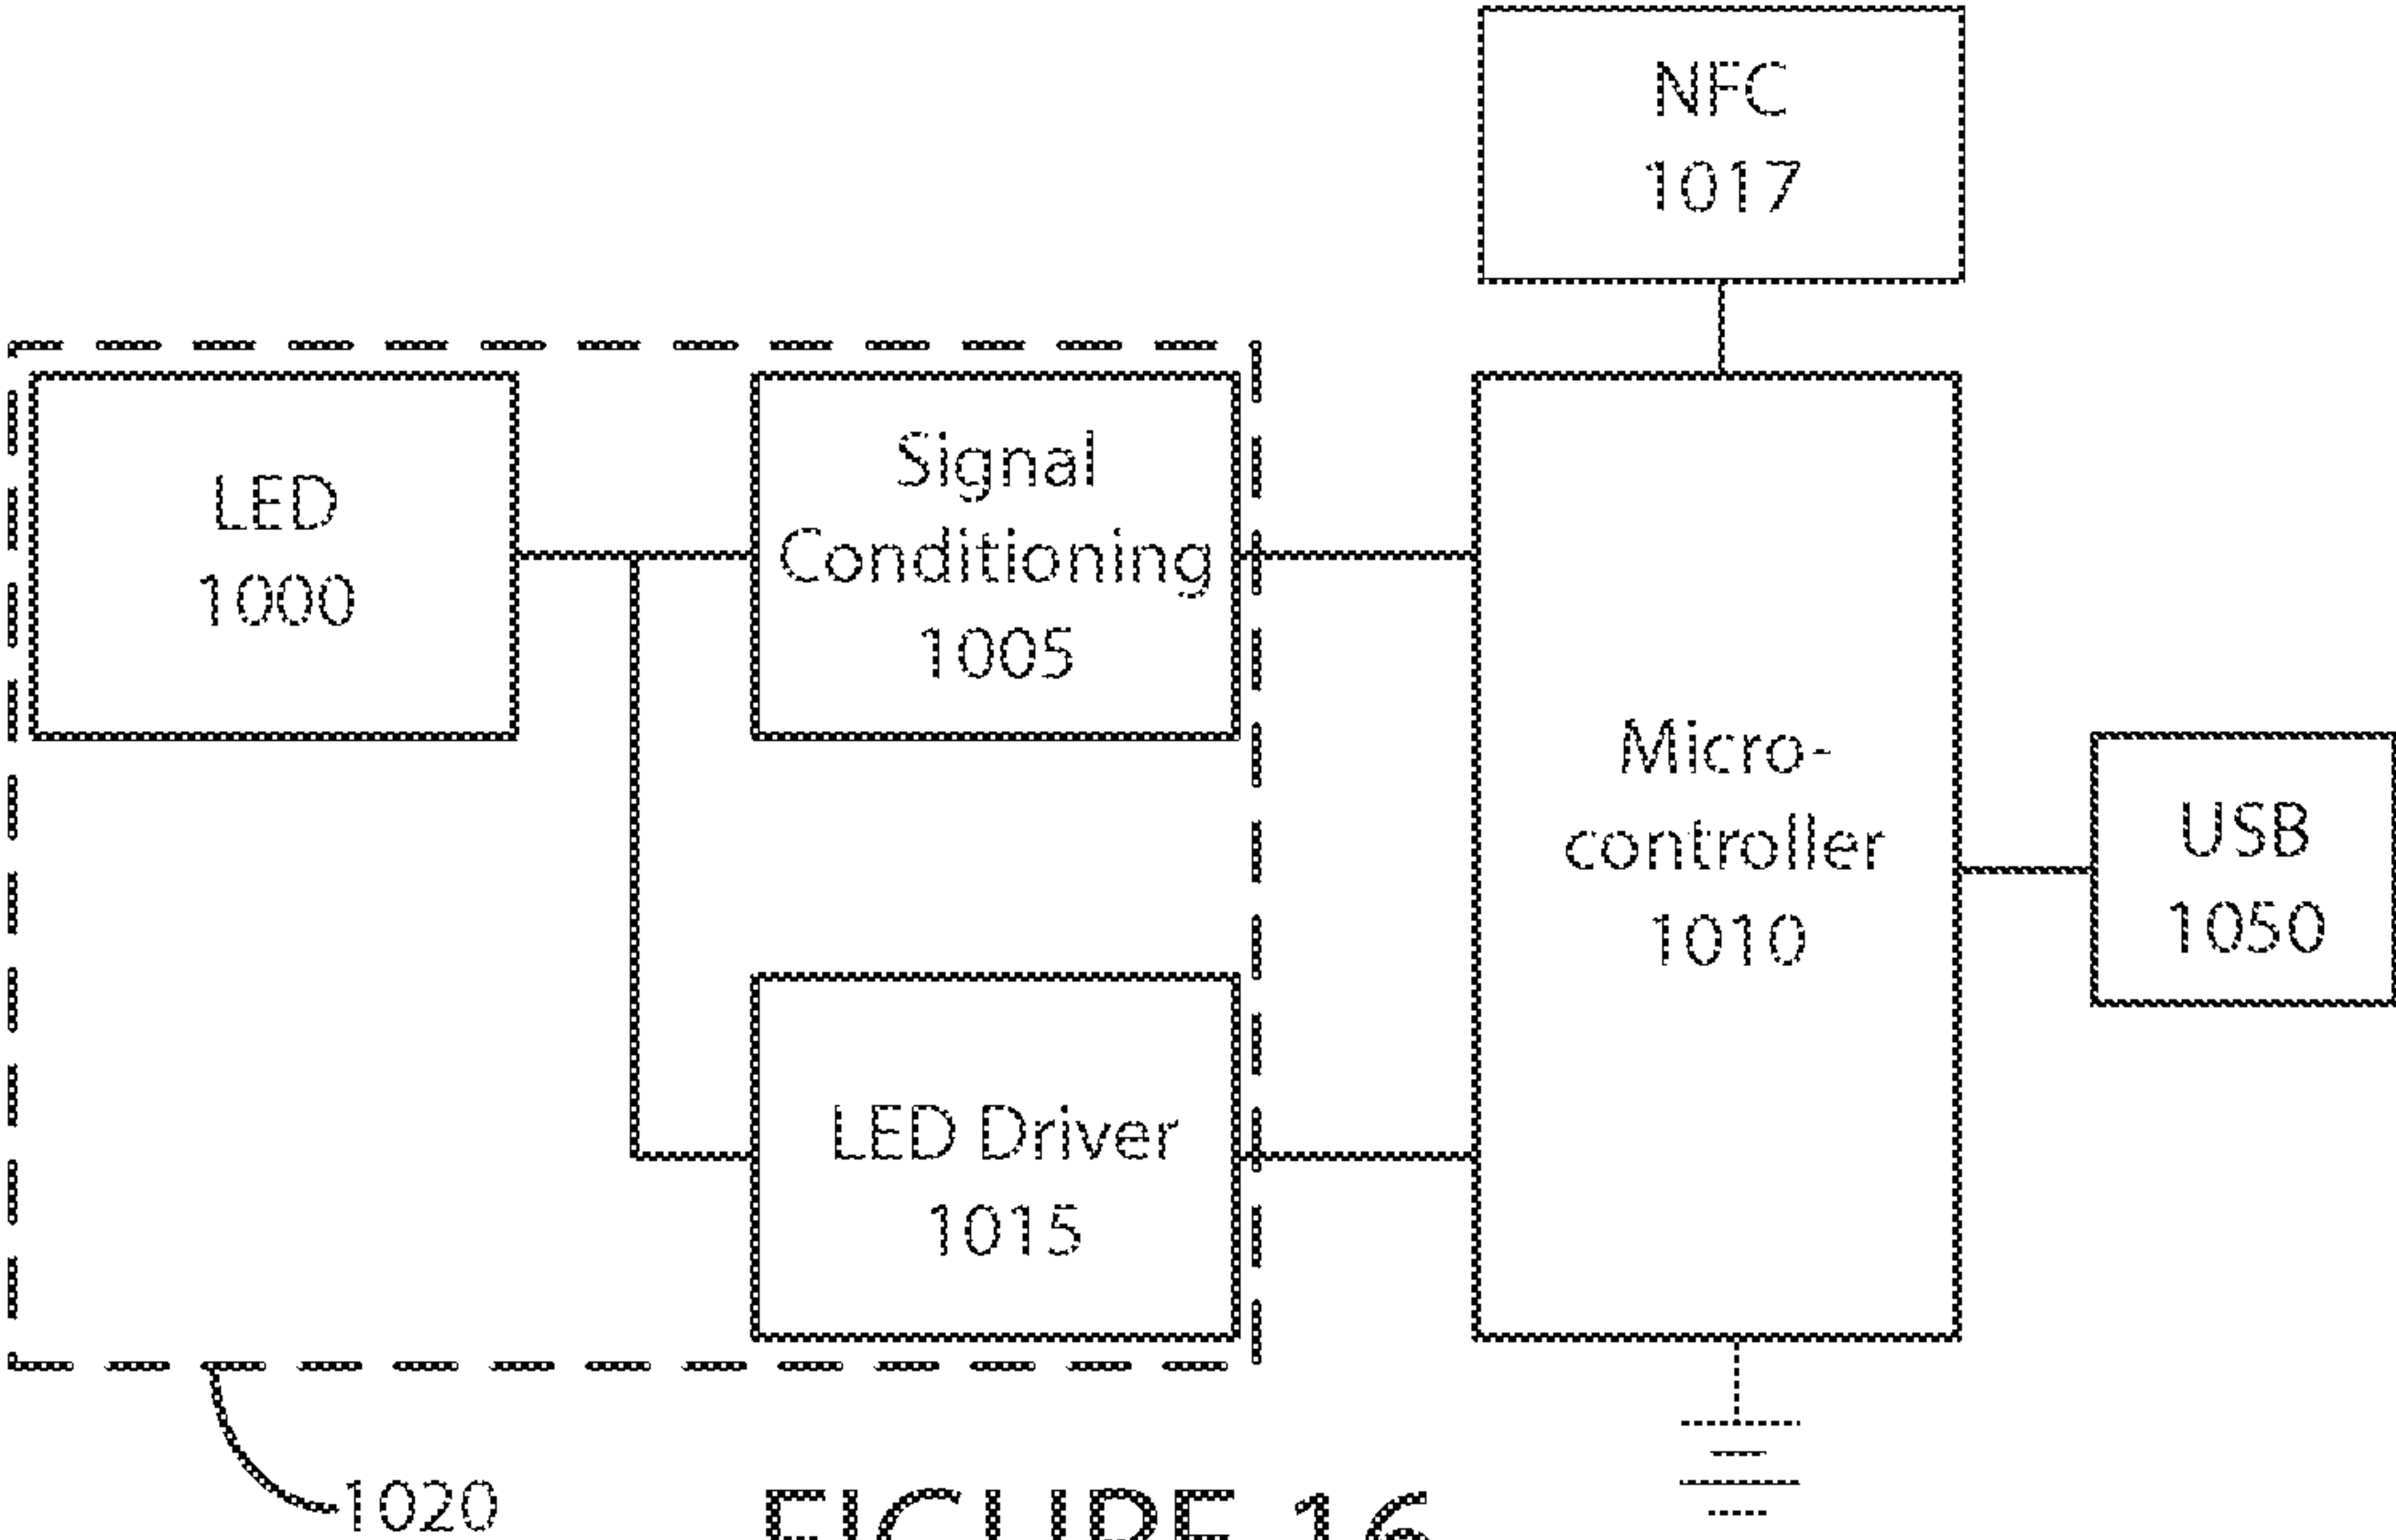 NFC
1017
LED
1000
Signal
Conditioning
1005
Micro-
controller
1010
USB
1050
LED Driver
1015
1020
FIGURE 16